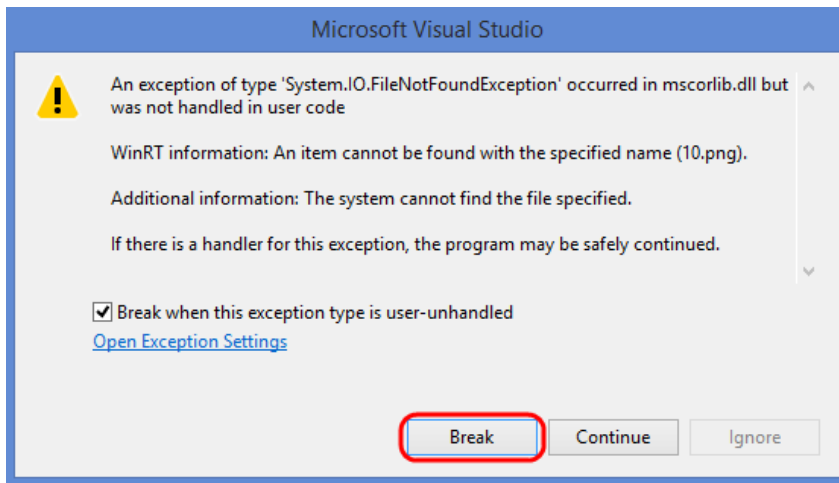 Microsoft Visual Studio
An exception of type 'System.IO.FileNotFoundException' occurred in mscorlib.dll but
was not handled in user code
WinRT information: An item cannot be found with the specified name (10.png).
Additional information: The system cannot find the file specified.
If there is a handler for this exception, the program may be safely continued.
Break when this exception type is user-unhandled
Open Exception Settings
Break Continue Ignore